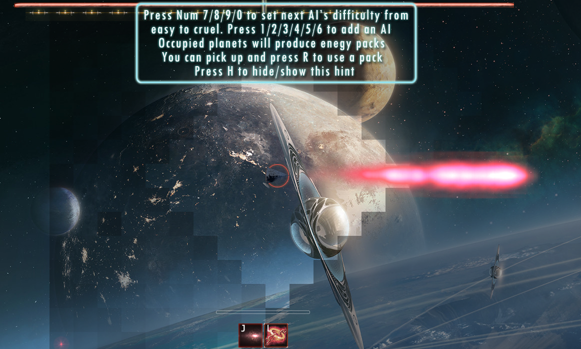 Press Num 7/8/9/0 to set next AI's difficulty from
easy to cruel. Press 1/2/3/4/5/6 to add an AI
Occupied planets will produce enegy packs
You can pick up and press R to use a pack
Press H to hide/show this hint
J